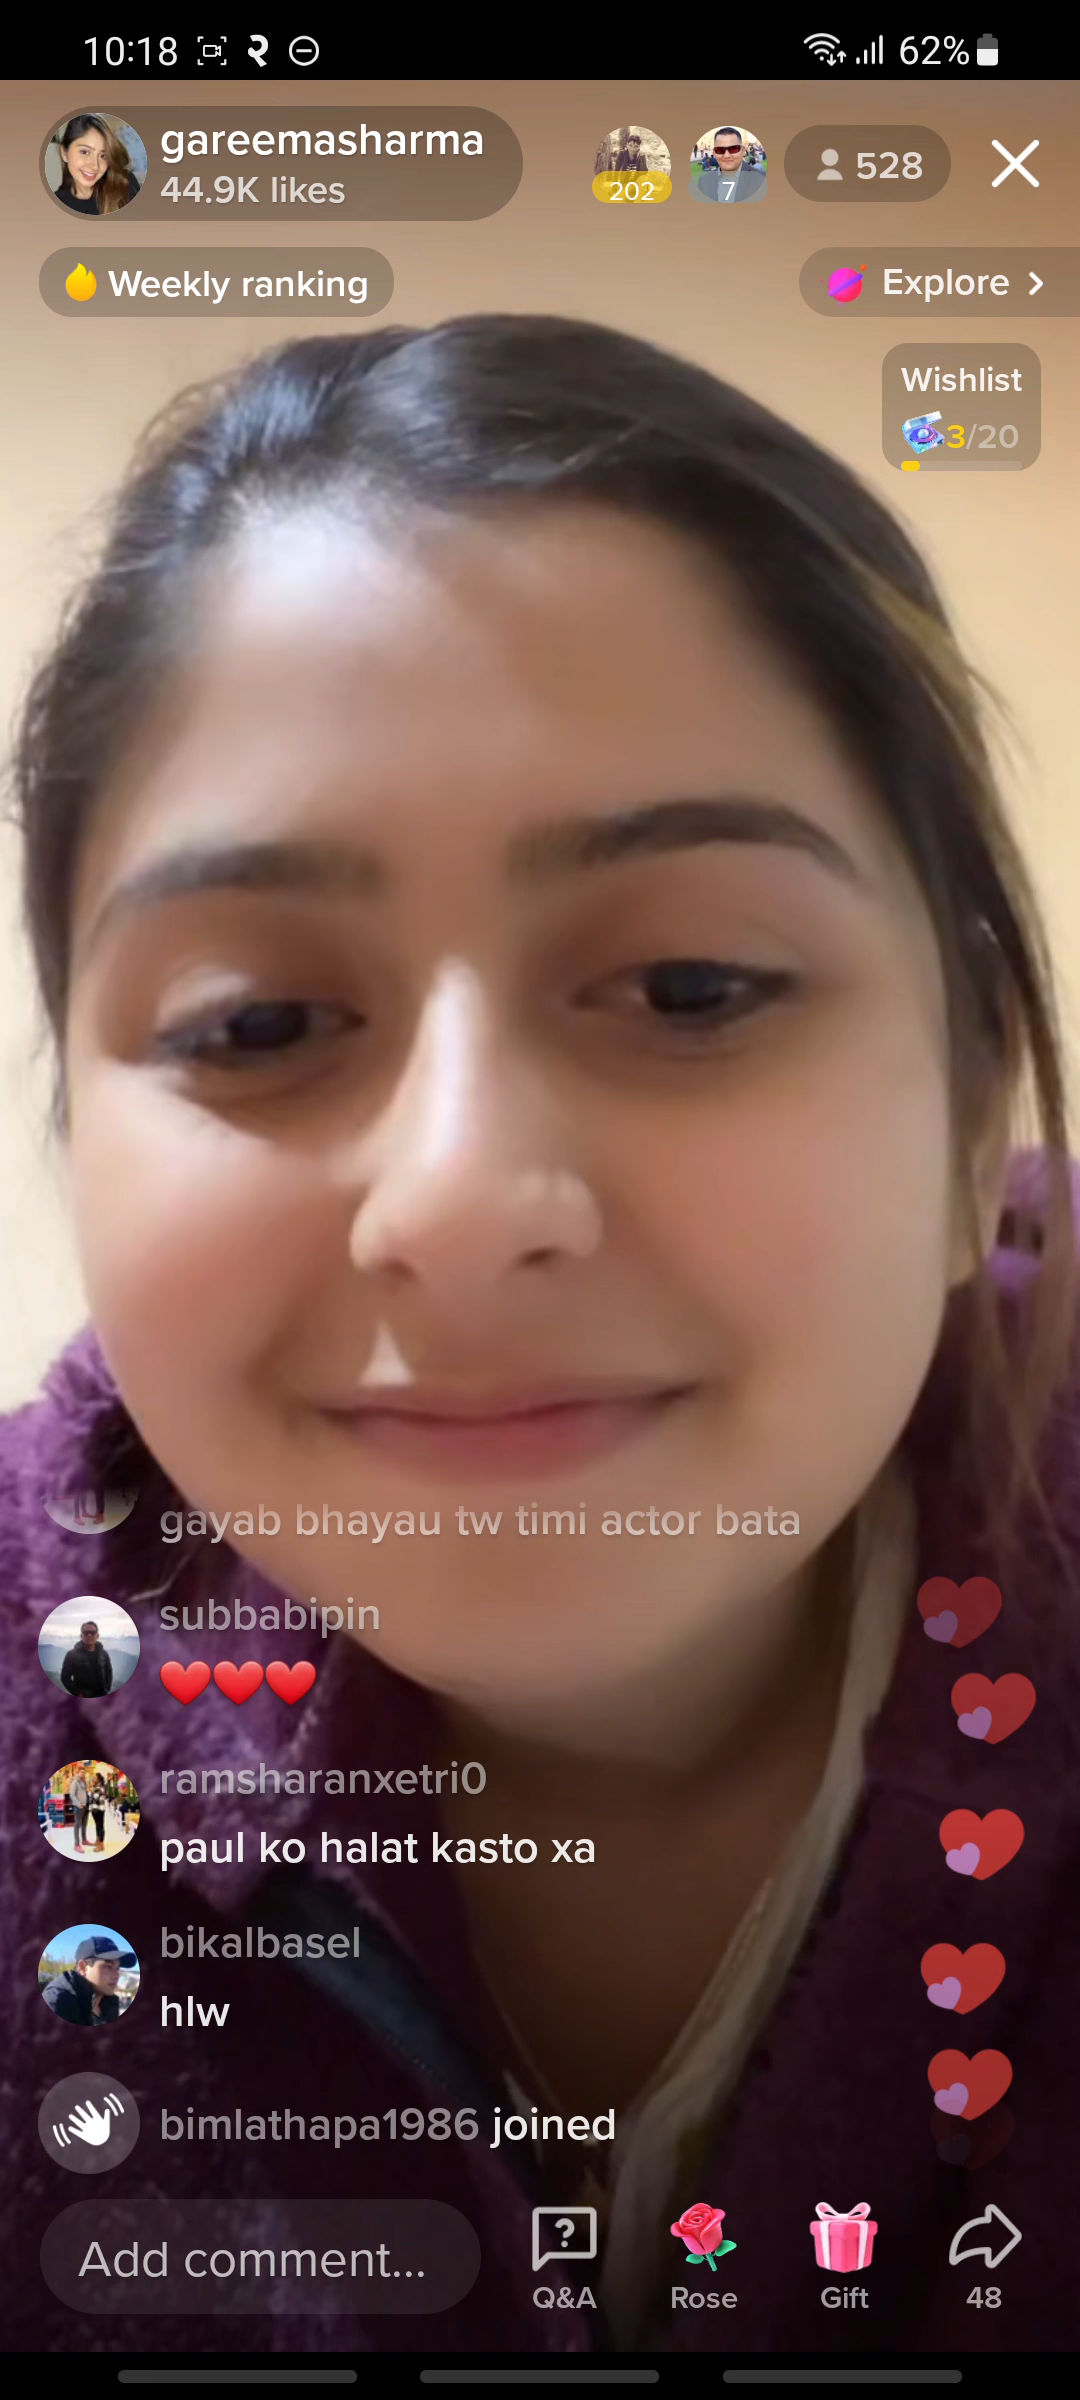 10:18
62%
gareemasharma
44.9K likes
202
7
528
Weekly ranking
Explore
Wishlist
3/20
gayab bhayau tw timi actor bata
subbabipin
ramsharanxetri0
paul ko halat kasto xa
bikalbasel
hlw
bimlathapa1986 joined
Add comment...
Q&A
Rose
Gift
48